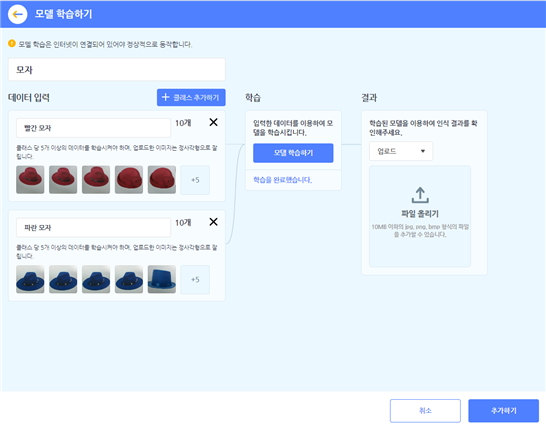 모델 학습하기
모델 학습은 인터넷이 연결되어 있어야 정상적으로 동작합니다.
모자
데이터 입력
+ 클래스 추가하기
빨간 모자
10개
클래스 당 5개 이상의 데이터를 학습시켜야 하며, 업로드한 이미지는 정사각형으로 잘
립니다.
+5
파란 모자
10개
클래스 당 5개 이상의 데이터를 학습시켜야 하며, 업로드한 이미지는 정사각형으로 잘
립니다.
+5
학습
입력한 데이터를 이용하여 모
델을 학습시킵니다.
모델 학습하기
학습을 완료했습니다.
결과
학습된 모델을 이용하여 인식 결과를 확
인해주세요.
업로드
파일 올리기
10MB 이하의 jpg, png, bmp 형식의 파일
을 추가할 수 있습니다.
취소
추가하기